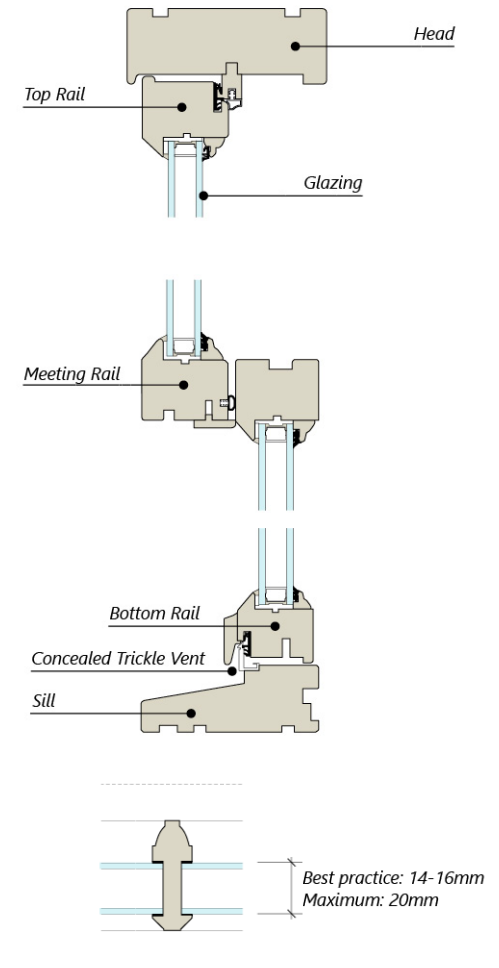 Head
Top Rail
Glazing
Meeting Rail
Bottom Rail
Concealed Trickle Vent
Sill
Best practice: 14-16mm
Maximum: 20mm